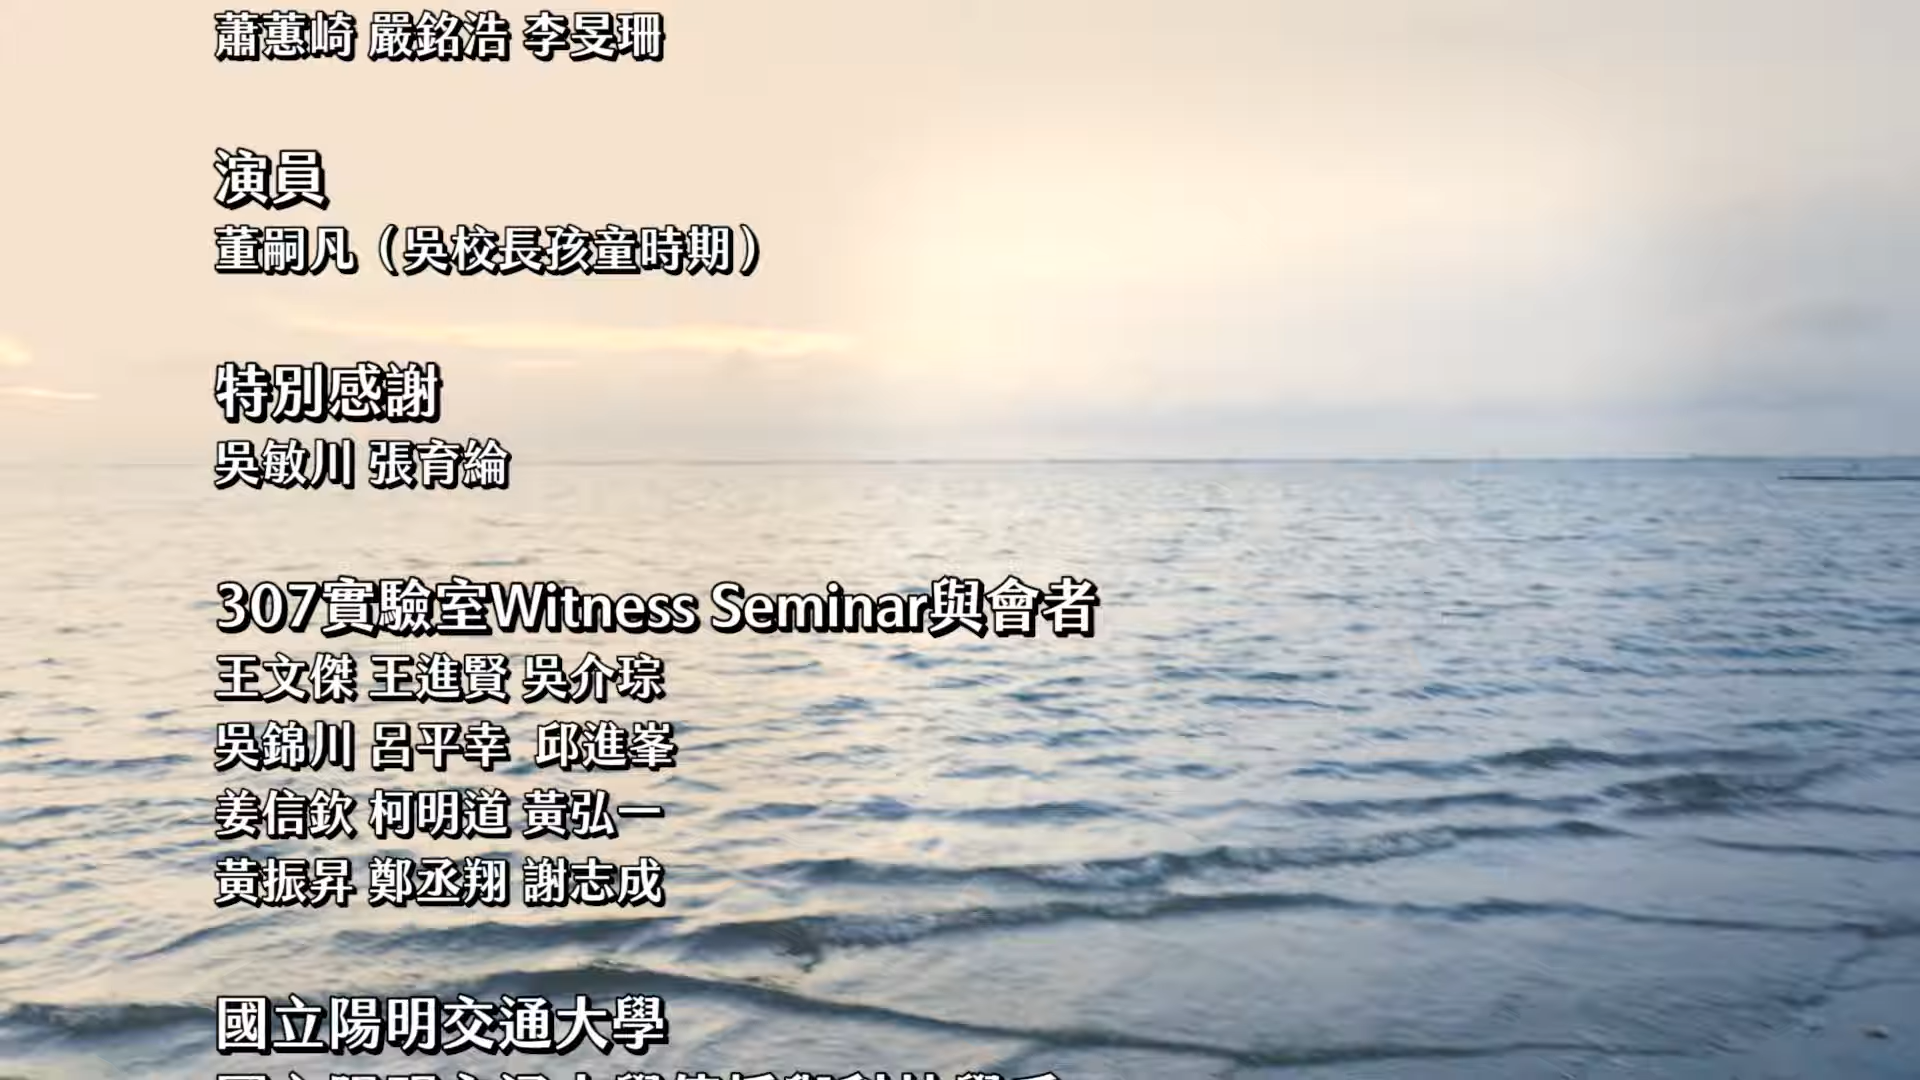 蕭蕙崎 嚴銘浩 李旻珊
演員
董嗣凡（吳校長孩童時期）
特別感謝
吳敏川 張育綸
307實驗室Witness Seminar與會者
王文傑 王進賢 吳介琮
吳錦川 呂平幸 邱進峯
姜信欽 柯明道 黃弘一
黃振昇 鄭丞翔 謝志成
國立陽明交通大學